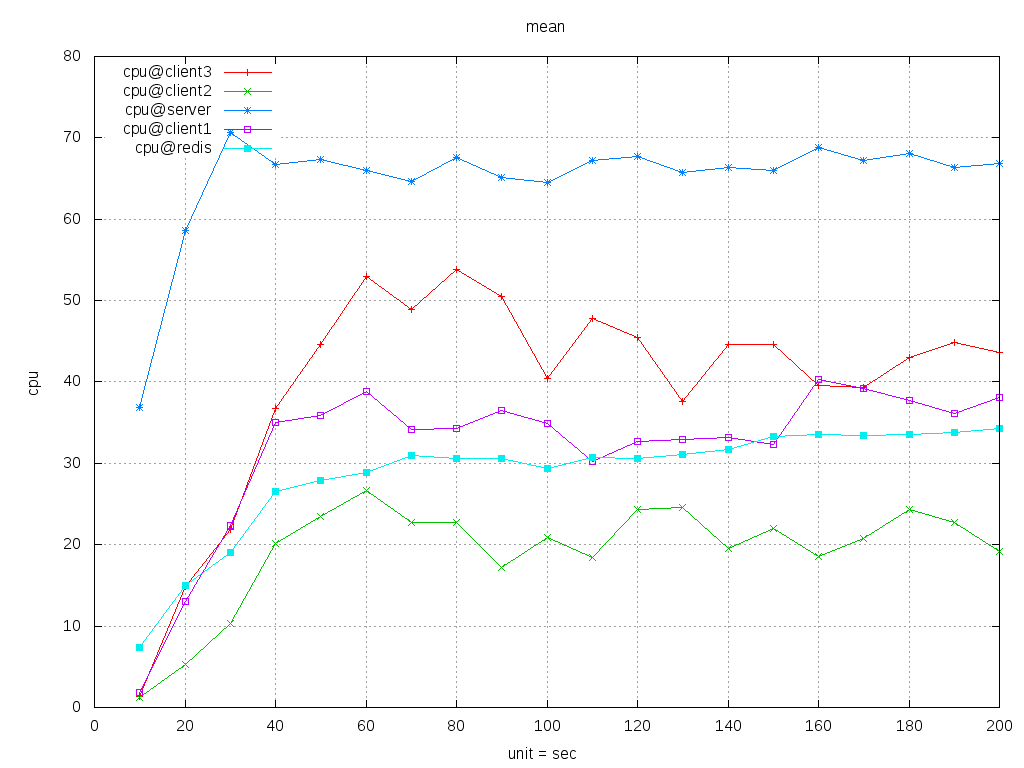 mean
cpu@client3
cpu@client2
cpu@server
cpu@client1
cpu@redis
80
70
60
50
40
30
20
10
0
cpu
0 20 40 60 80 100 120 140 160 180 200
unit = sec